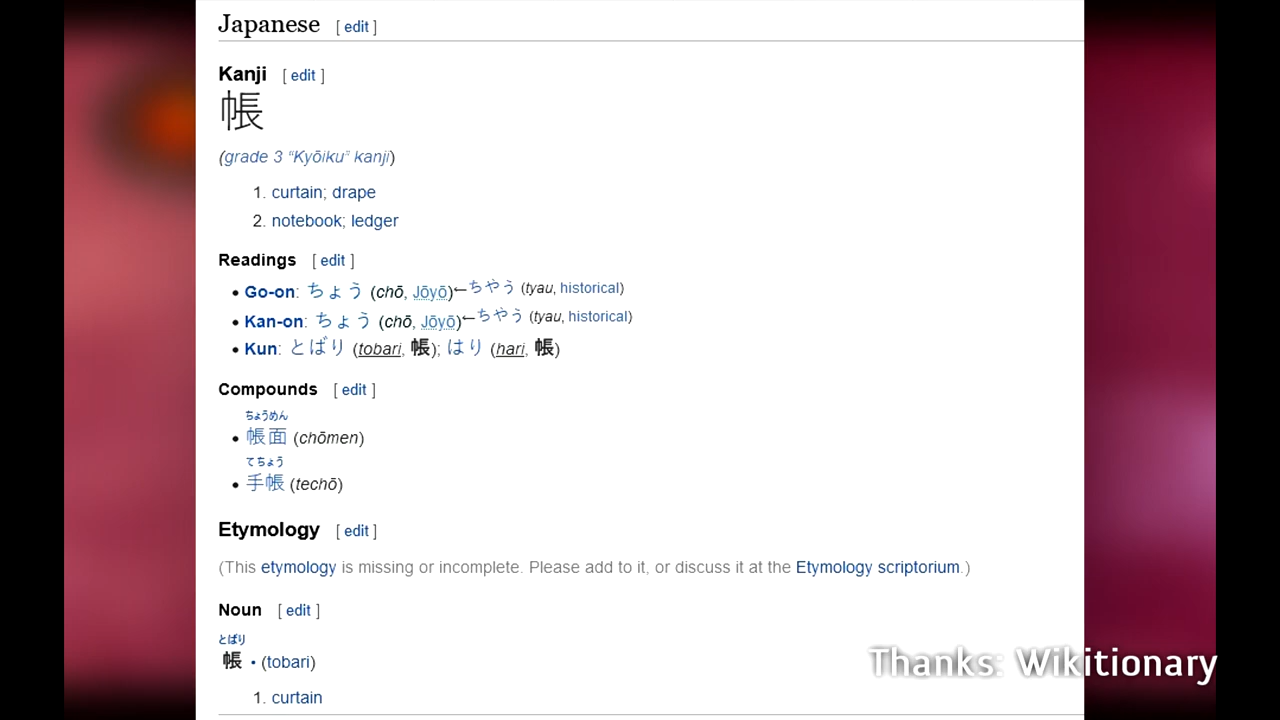 Japanese [ edit ]
Kanji [ edit ]
帳
(grade 3 “Kyōiku” kanji)
1. curtain; drape
2. notebook; ledger
Readings [ edit ]
• Go-on: ちょう (chō, Jōyō)←ちやう (tyau, historical)
• Kan-on: ちょう (chō, Jōyō)←ちやう (tyau, historical)
• Kun: とばり (tobari, 帳); はり (hari, 帳)
Compounds [ edit ]
ちょうめん
• 帳面 (chōmen)
てちょう
• 手帳 (techō)
Etymology [ edit ]
(This etymology is missing or incomplete. Please add to it, or discuss it at the Etymology scriptorium.)
Noun [ edit ]
とばり
帳 • (tobari)
Thanks: Wikitionary
1. curtain